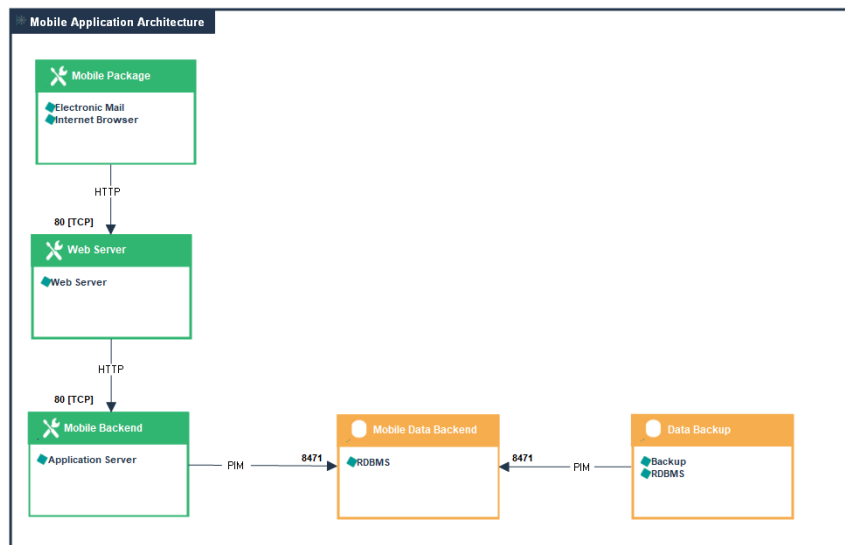 Mobile Application Architecture
Mobile Package
Electronic Mail
Internet Browser
HTTP
80 [TCP]
Web Server
Web Server
HTTP
80 [TCP]
Mobile Backend
Application Server
PIM
8471
Mobile Data Backend
RDBMS
8471
PIM
Data Backup
Backup
RDBMS